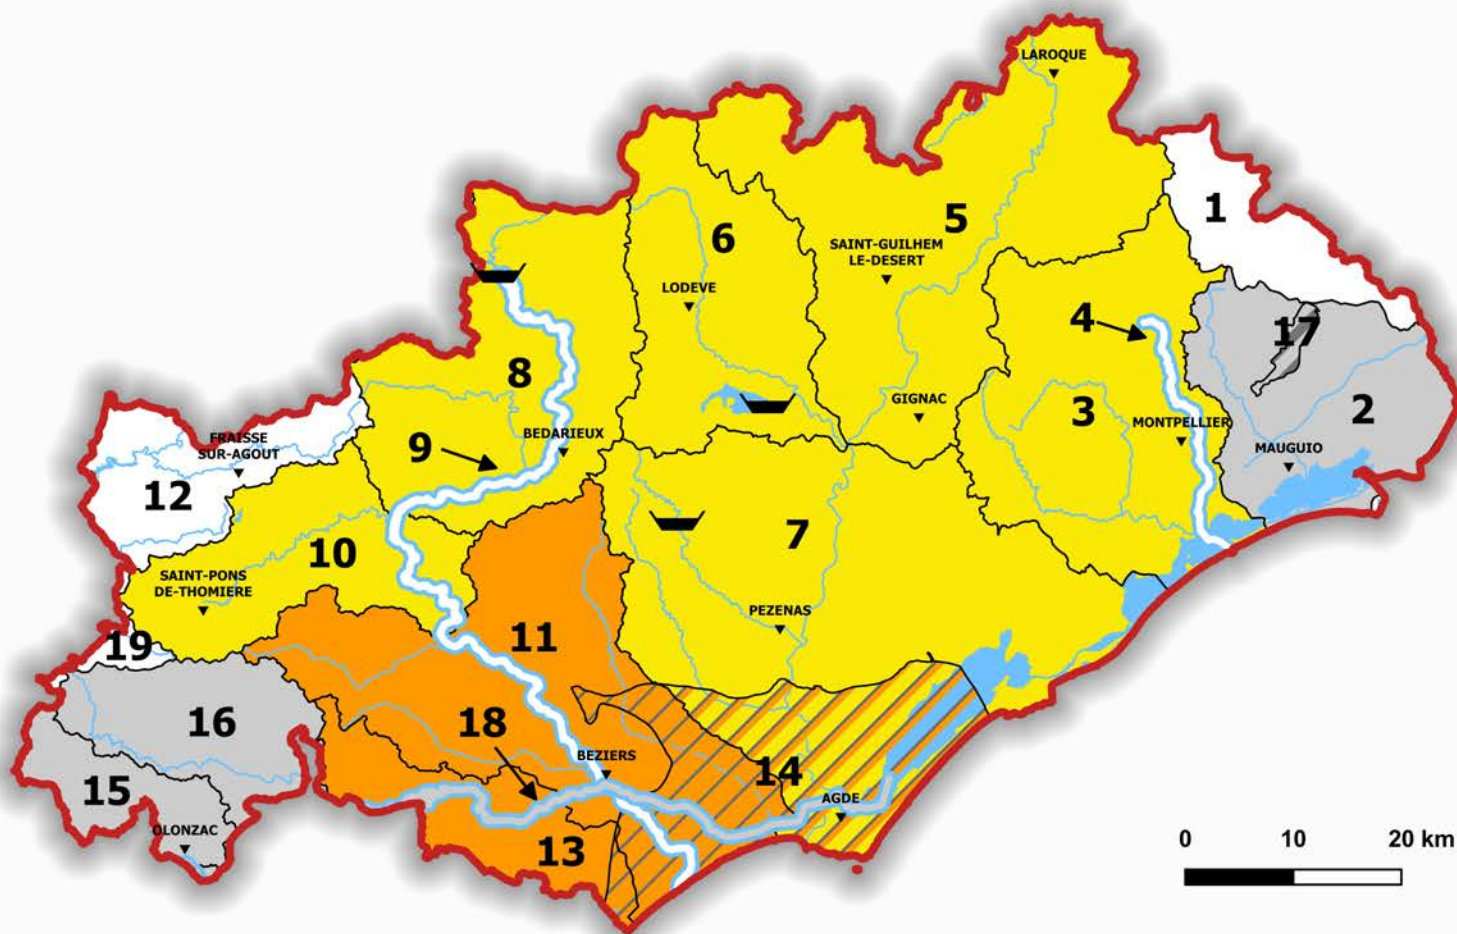 LAROQUE
1
5
6
SAINT-GUILHEM
LE-DESERT
LODEVE
4
17
8
GIGNAC
3
2
MONTPELLIER
BEDARIEUX
9
FRAISSE
SUR-AGOUT
MAUGUIO
12
7
10
SAINT-PONS
DE-THOMIERE
PEZENAS
11
19
16
18
BEZIERS
14
15
AGDE
OLONZAC
13
0 10 20 km